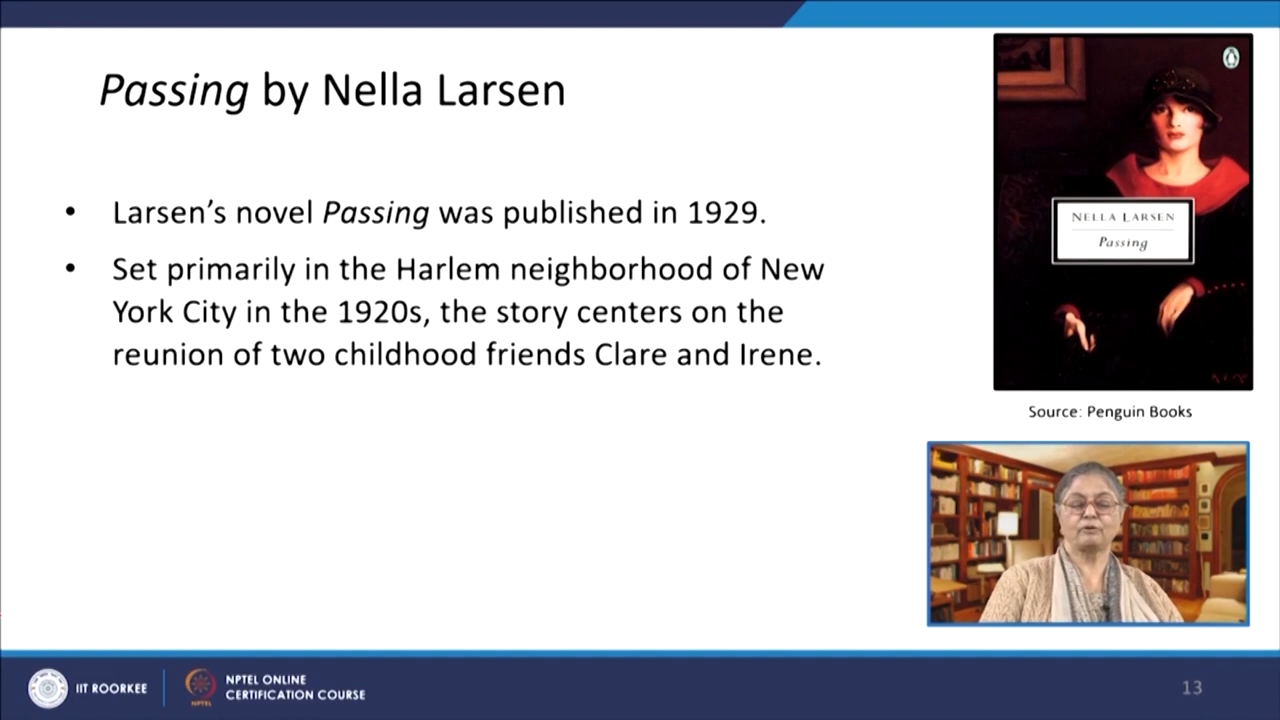 Passing by Nella Larsen
• Larsen’s novel Passing was published in 1929.
• Set primarily in the Harlem neighborhood of New
York City in the 1920s, the story centers on the
reunion of two childhood friends Clare and Irene.
NELLA LARSEN
Passing
Source: Penguin Books
IIT ROORKEE
NPTEL
NPTEL ONLINE
CERTIFICATION COURSE
13